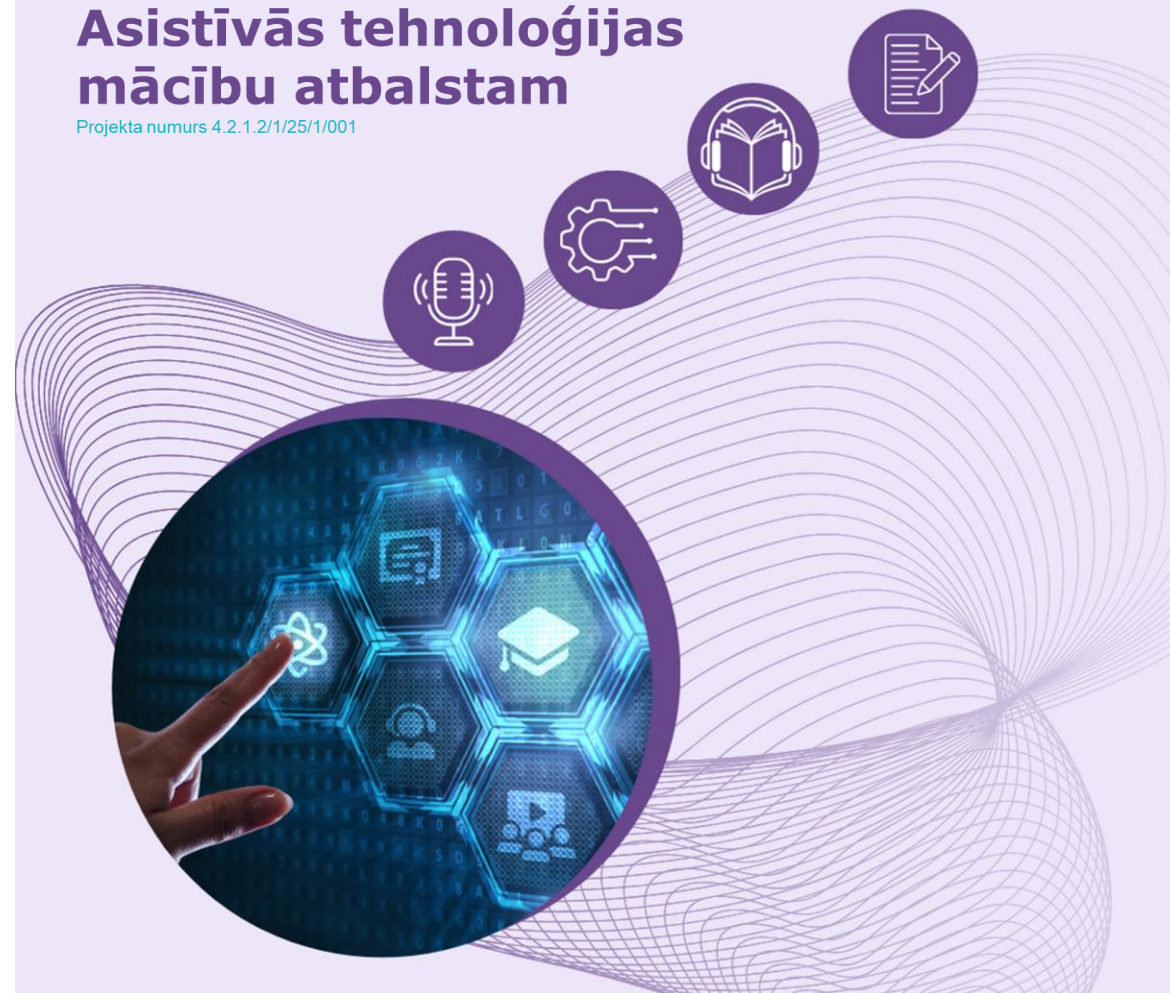 Asistīvās tehnoloģijas
mācību atbalstam
Projekta numurs 4.2.1.2/1/25/1/001